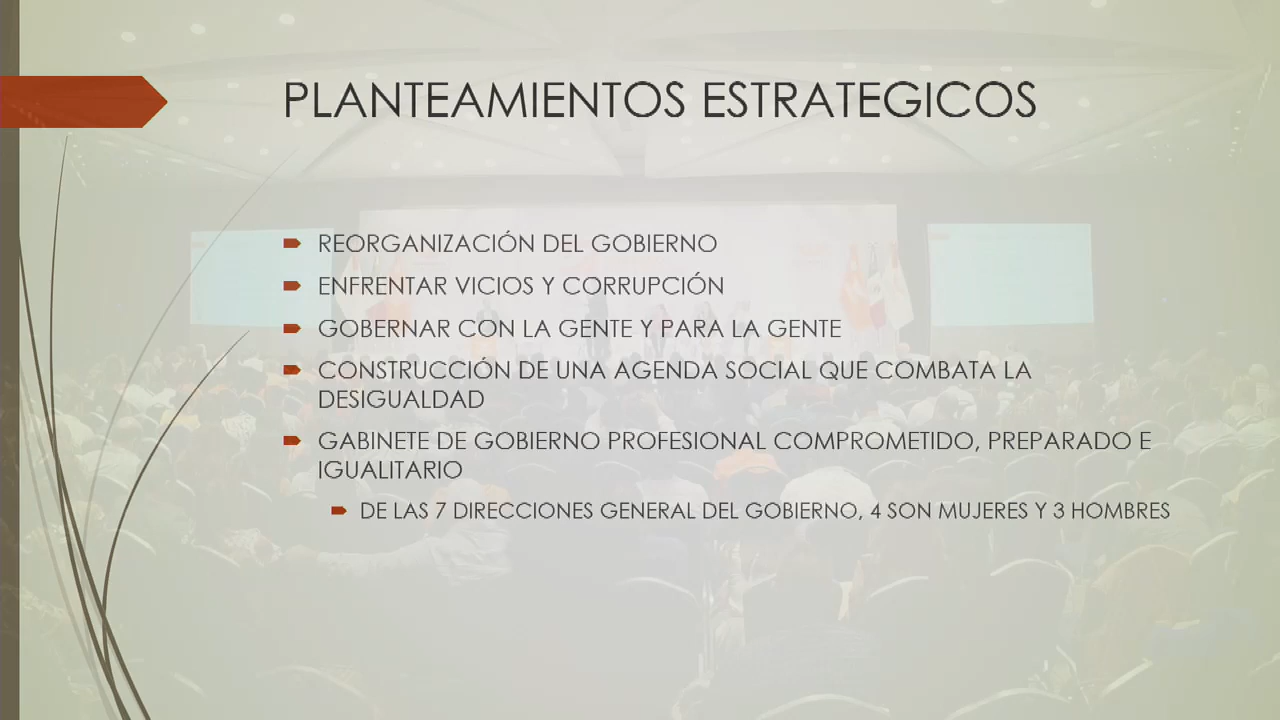 PLANTEAMIENTOS ESTRATEGICOS
REORGANIZACIÓN DEL GOBIERNO
ENFRENTAR VICIOS Y CORRUPCIÓN
GOBERNAR CON LA GENTE Y PARA LA GENTE
CONSTRUCCIÓN DE UNA AGENDA SOCIAL QUE COMBATA LA
DESIGUALDAD
GABINETE DE GOBIERNO PROFESIONAL COMPROMETIDO, PREPARADO E
IGUALITARIO
DE LAS 7 DIRECCIONES GENERAL DEL GOBIERNO, 4 SON MUJERES Y 3 HOMBRES